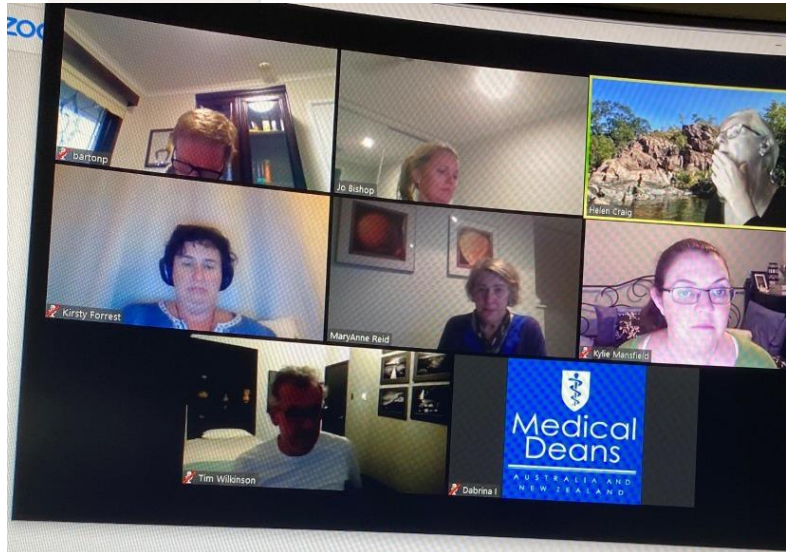 bartonp
Jo Bishop
Helen Craig
Kirsty Forrest
MaryAnne Reid
Kylie Mansfield
Tim Wilkinson
Dabrina I
Medical
Deans
AUSTRALIA AND
NEW ZEALAND